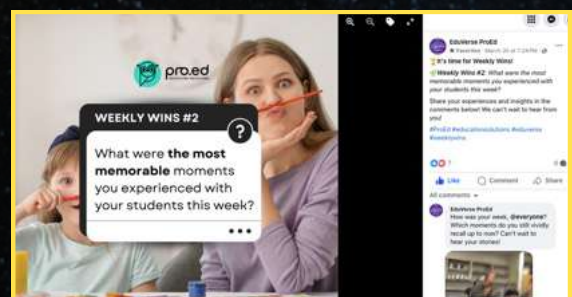 pro.ed
WEEKLY WINS #2
?
What were the most
memorable moments
you experienced with
your students this week?
EduVerse ProEd
It's time for Weekly Wins!
Weekly Wins #2: What were the most
memorable moments you experienced with
your students this week?
Share your experiences and insights in the
comments below! We can't wait to hear from
you!
#ProEd #educationsolutions #eduverse
#weeklywins
Like Comment Share
All comments
EduVerse ProEd
How was your week, @everyone?
Which moments do you still vividly
recall up to now? Can't wait to
hear your stories!